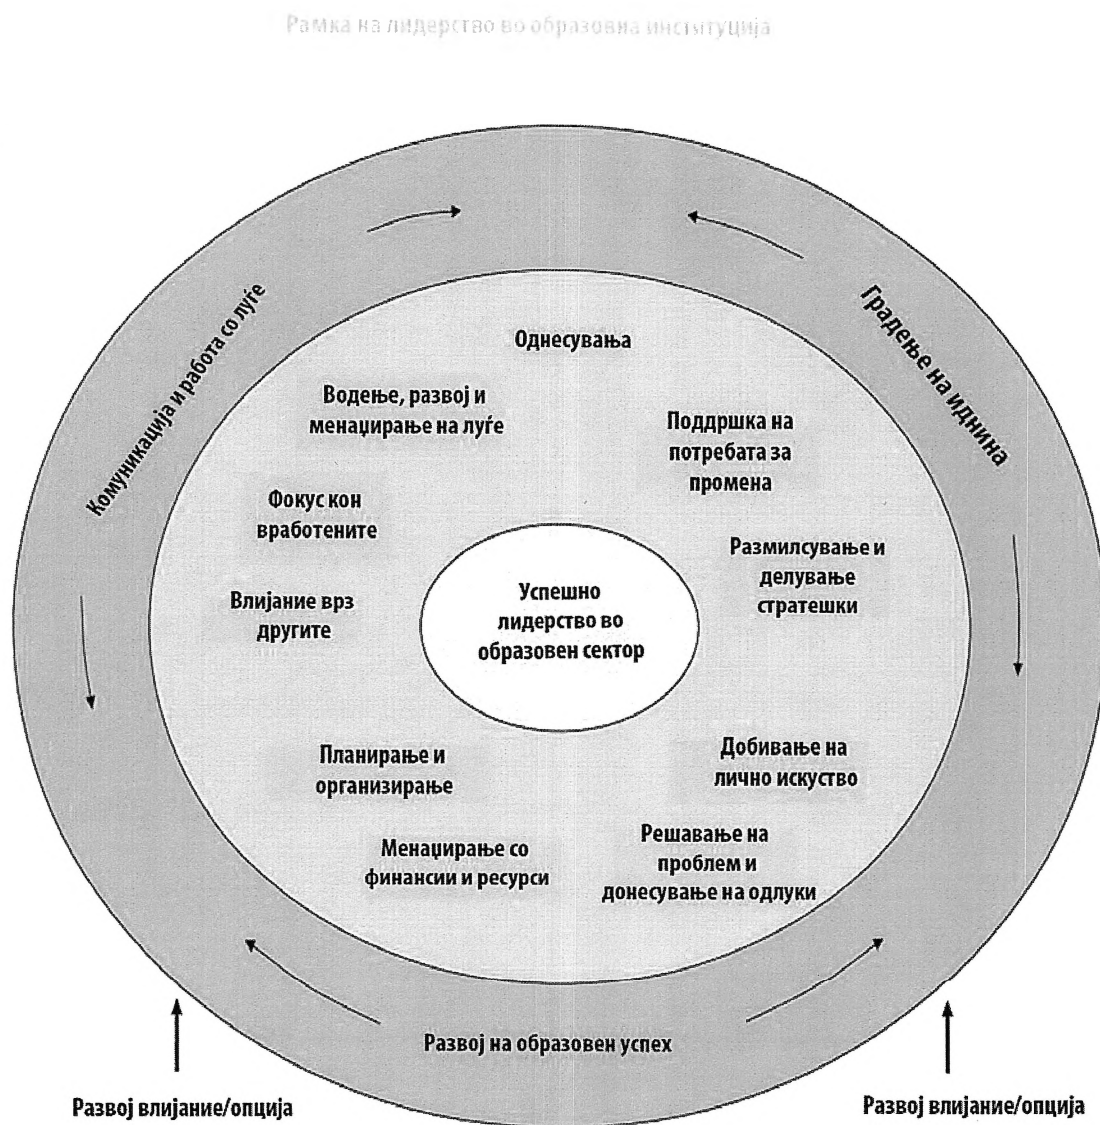 Рамка на лидерство во образовна институција
Комуникација и работа со луѓе
Градење на иднина
Однесувања
Водење, развој и
менаџирање на луѓе
Поддршка на
потребата за
промена
Фокус кон
вработените
Размилсување и
делување
стратешки
Влијание врз
другите
Успешно
лидерство во
образовен сектор
Планирање и
организирање
Добивање на
лично искуство
Менаџирање со
финансии и ресурси
Решавање на
проблем и
донесување на одлуки
Развој на образовен успех
Развој влијание/опција
Развој влијание/опција